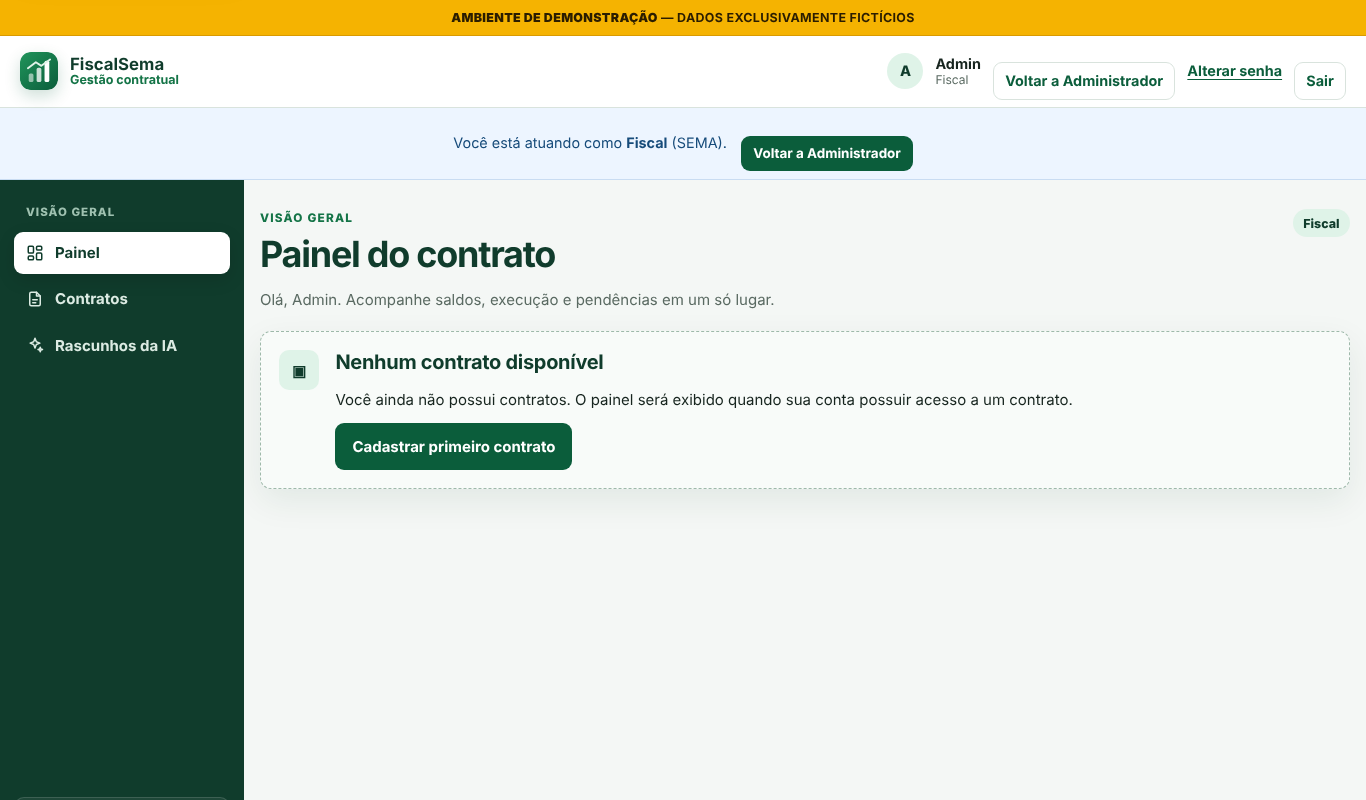 AMBIENTE DE DEMONSTRAÇÃO — DADOS EXCLUSIVAMENTE FICTÍCIOS
FiscalSema
Gestão contratual
A
Admin
Fiscal
Voltar a Administrador
Alterar senha
Sair
Você está atuando como Fiscal (SEMA).
Voltar a Administrador
VISÃO GERAL
Painel
Contratos
Rascunhos da IA
VISÃO GERAL
Fiscal
Painel do contrato
Olá, Admin. Acompanhe saldos, execução e pendências em um só lugar.
Nenhum contrato disponível
Você ainda não possui contratos. O painel será exibido quando sua conta possuir acesso a um contrato.
Cadastrar primeiro contrato